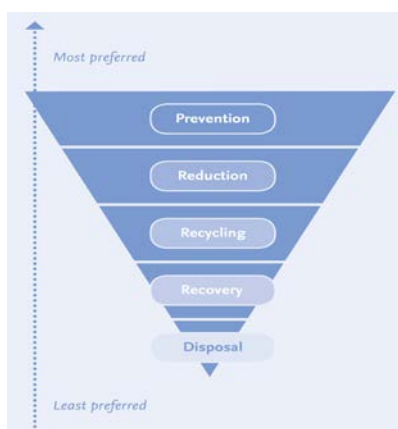 Most preferred
Prevention
Reduction
Recycling
Recovery
Disposal
Least preferred